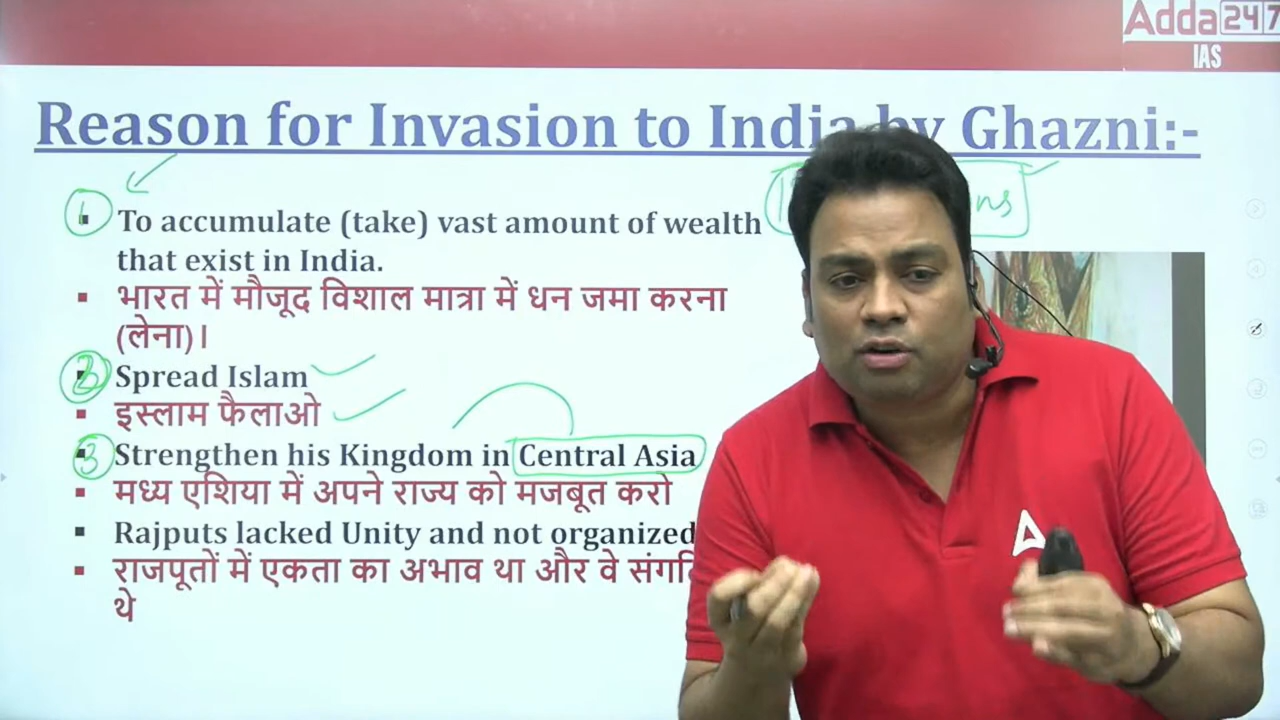 Adda247
IAS
Reason for Invasion to India by Ghazni:-
1 To accumulate (take) vast amount of wealth
that exist in India.
भारत में मौजूद विशाल मात्रा में धन जमा करना
(लेना)।
Spread Islam
इस्लाम फैलाओ
3 Strengthen his Kingdom in Central Asia
मध्य एशिया में अपने राज्य को मजबूत करो
Rajputs lacked Unity and not organized
राजपूतों में एकता का अभाव था और वे
थे